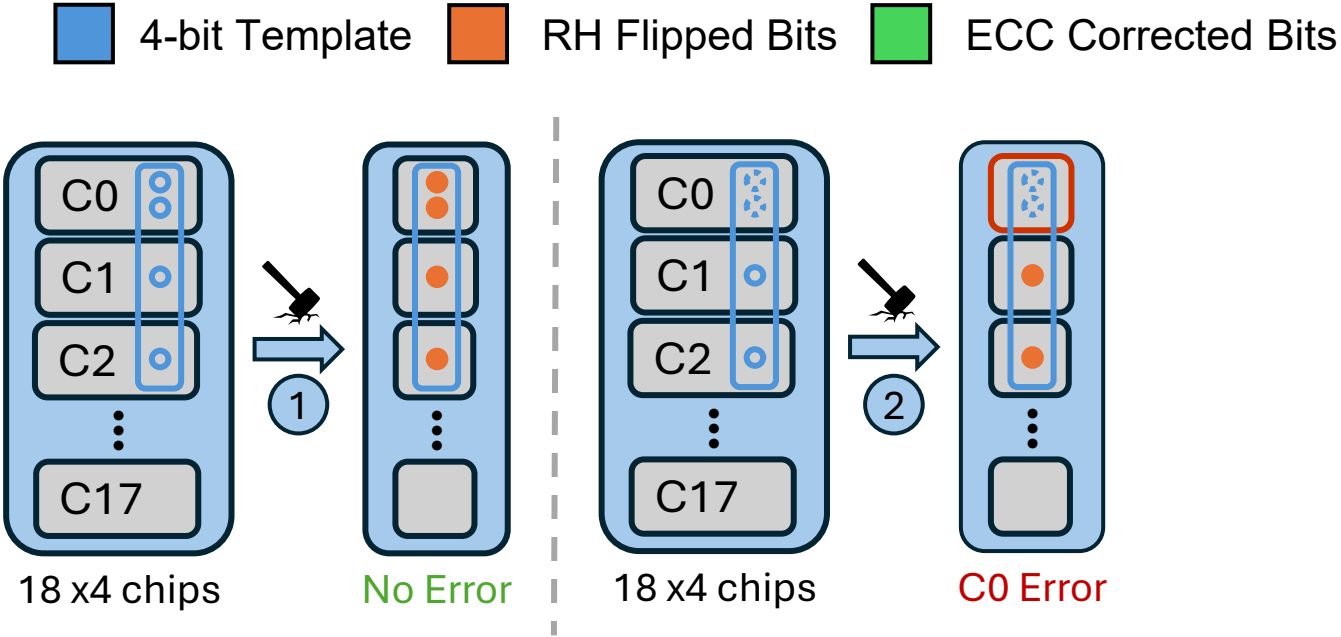 4-bit Template RH Flipped Bits ECC Corrected Bits
C0
C1
C2
C17
18 x4 chips
1
No Error
C0
C1
C2
C17
18 x4 chips
2
C0 Error